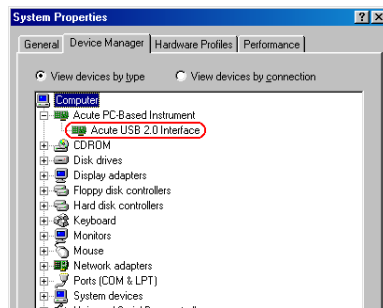 System Properties
General Device Manager Hardware Profiles Performance
View devices by type View devices by connection
Computer
Acute PC-Based Instrument
Acute USB 2.0 Interface
CDROM
Disk drives
Display adapters
Floppy disk controllers
Hard disk controllers
Keyboard
Monitors
Mouse
Network adapters
Ports (COM & LPT)
System devices